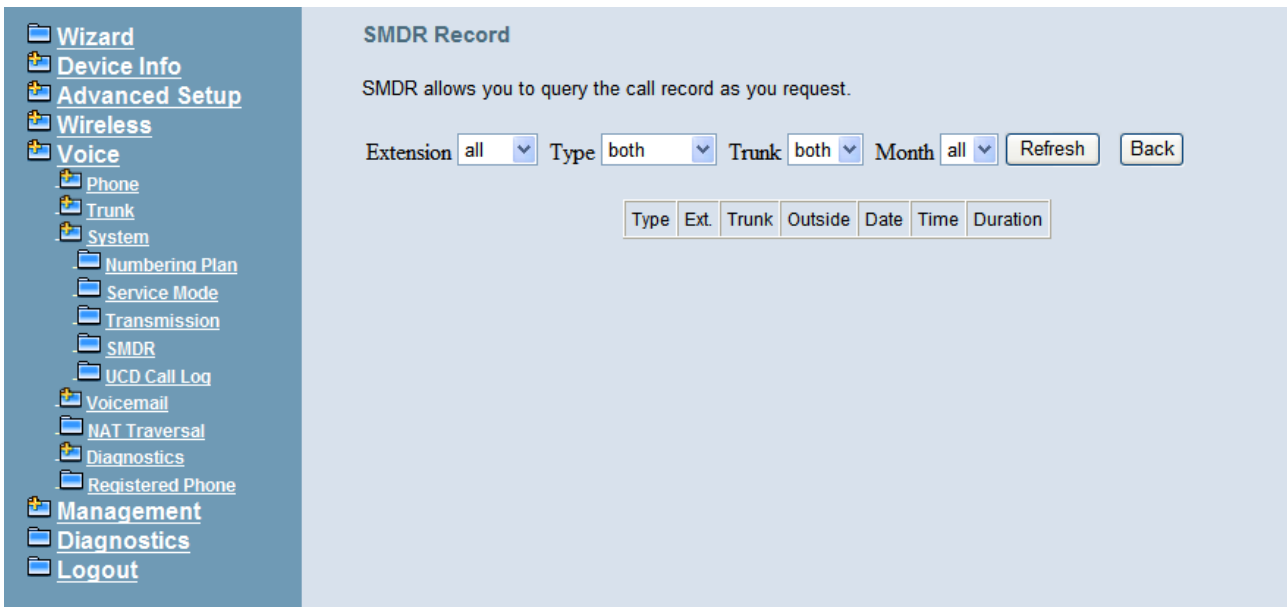 Wizard
Device Info
Advanced Setup
Wireless
Voice
Phone
Trunk
System
Numbering Plan
Service Mode
Transmission
SMDR
UCD Call Log
Voicemail
NAT Traversal
Diagnostics
Registered Phone
Management
Diagnostics
Logout
SMDR Record
SMDR allows you to query the call record as you request.
Extension all Type both Trunk both Month all Refresh Back
Type Ext. Trunk Outside Date Time Duration